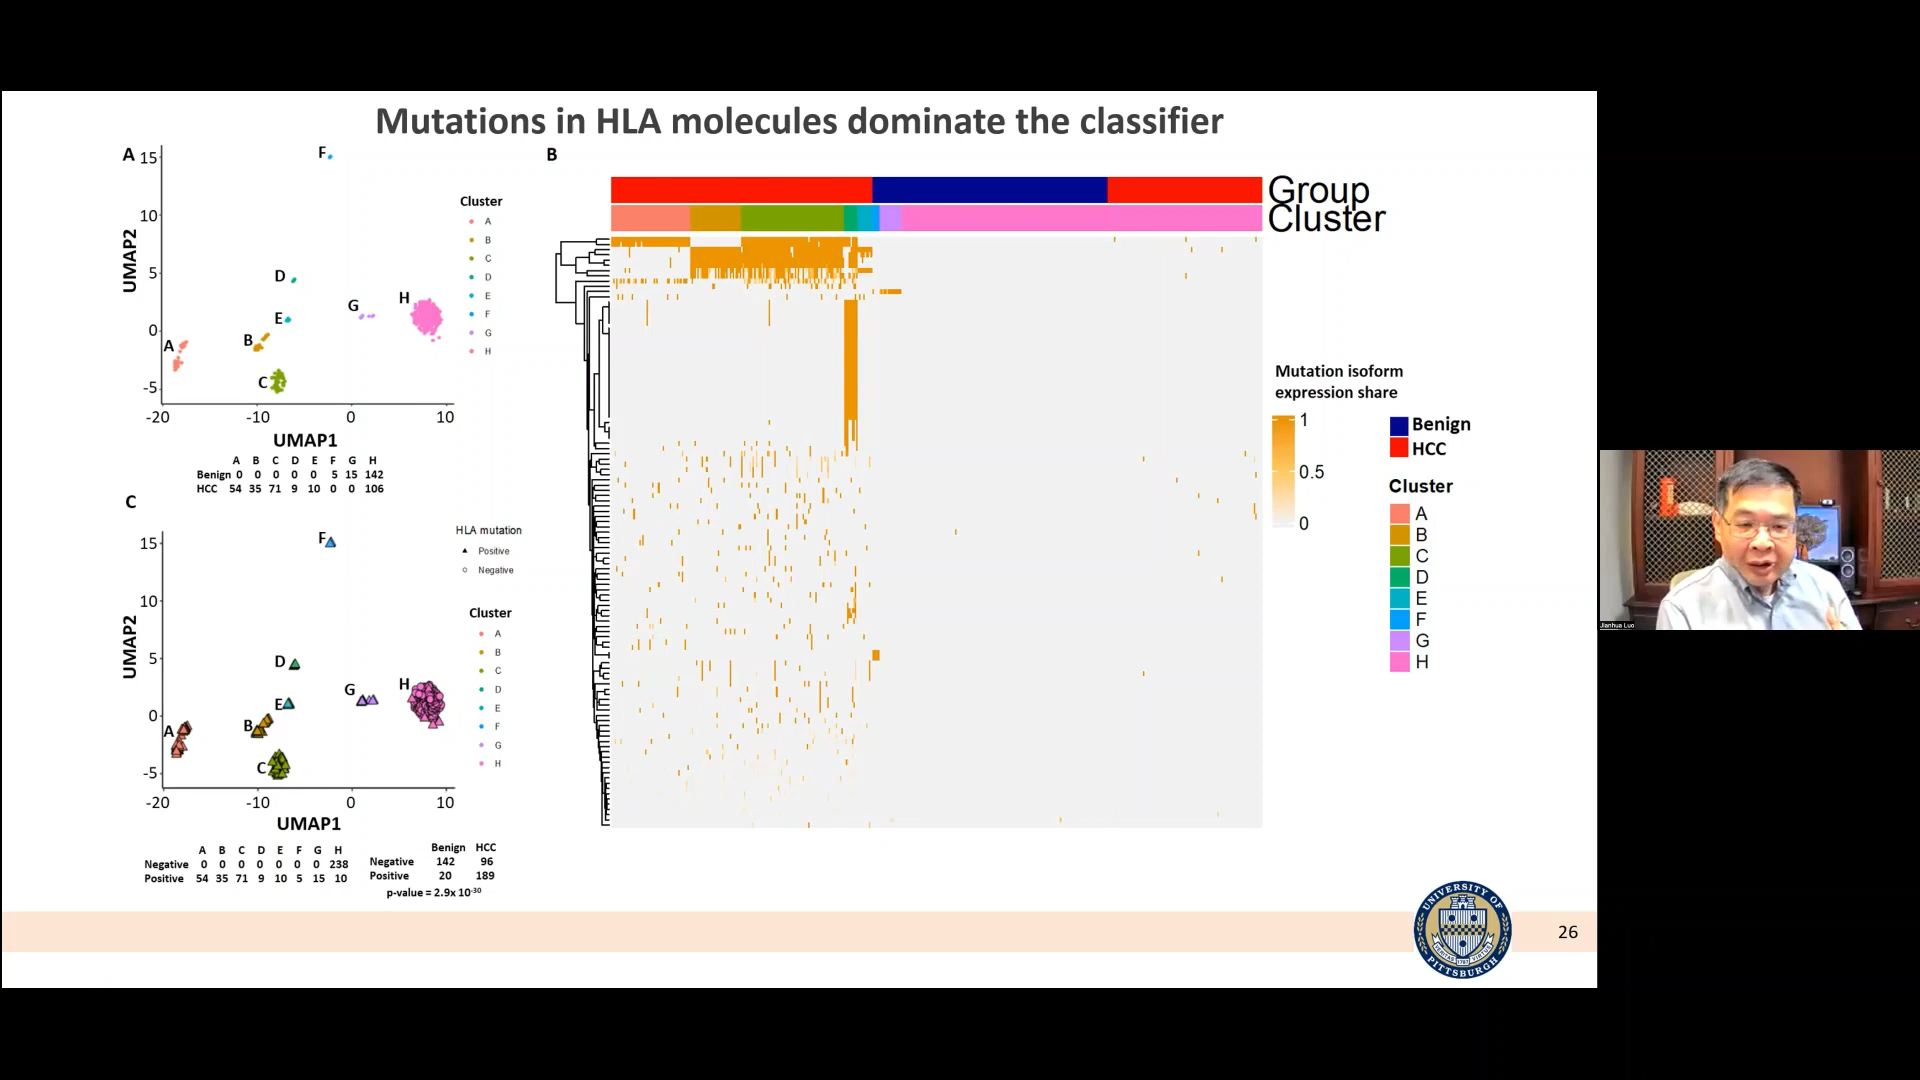 Mutations in HLA molecules dominate the classifier
A
15
10
5
0
-5
-20
-10
0
10
UMAP2
UMAP1
F
D
E
G
H
A
B
C
Cluster
A
B
C
D
E
F
G
H
A B C D E F G H
Benign 0 0 0 0 0 5 15 142
HCC 54 35 71 9 10 0 0 106
B
Group
Cluster
Mutation isoform
expression share
1
0.5
0
Benign
HCC
Cluster
A
B
C
D
E
F
G
H
C
15
10
5
0
-5
-20
-10
0
10
UMAP2
UMAP1
F
D
E
G
H
A
B
C
HLA mutation
Positive
Negative
Cluster
A
B
C
D
E
F
G
H
A B C D E F G H
Negative 0 0 0 0 0 0 0 238
Positive 54 35 71 9 10 5 15 10
Benign HCC
Negative 142 96
Positive 20 189
p-value = 2.9x 10-30
UNIVERSITY OF
PITTSBURGH
26
Jianhua Luo